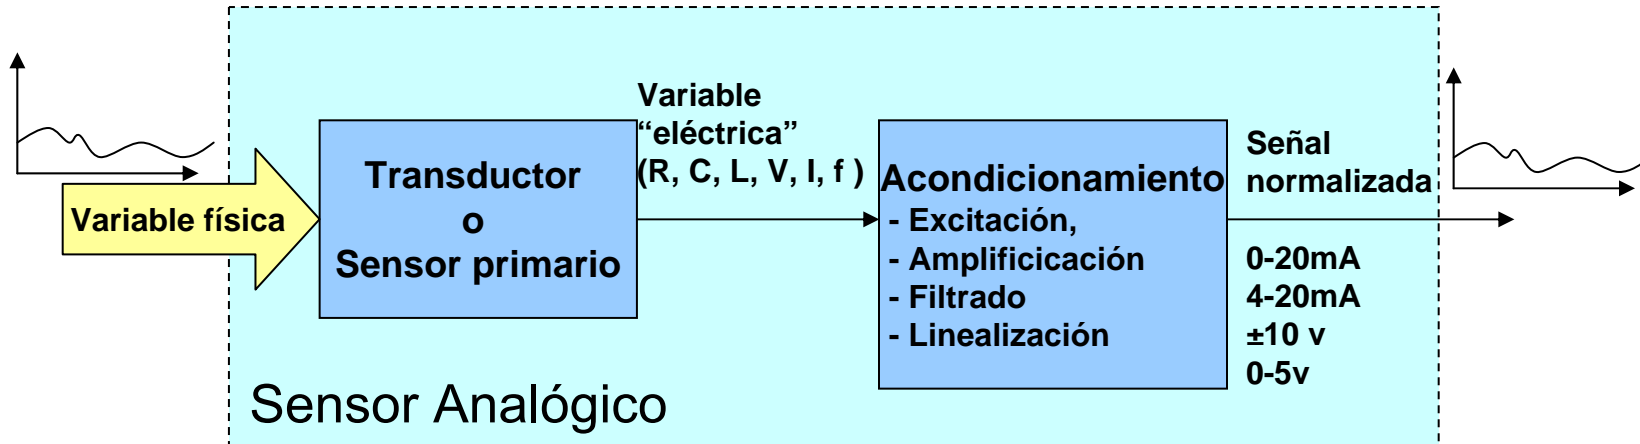 Variable física
Transductor
o
Sensor primario
Variable
“eléctrica”
(R, C, L, V, I, f )
Acondicionamiento
- Excitación,
- Amplificicación
- Filtrado
- Linealización
Señal
normalizada
0-20mA
4-20mA
±10 v
0-5v
Sensor Analógico